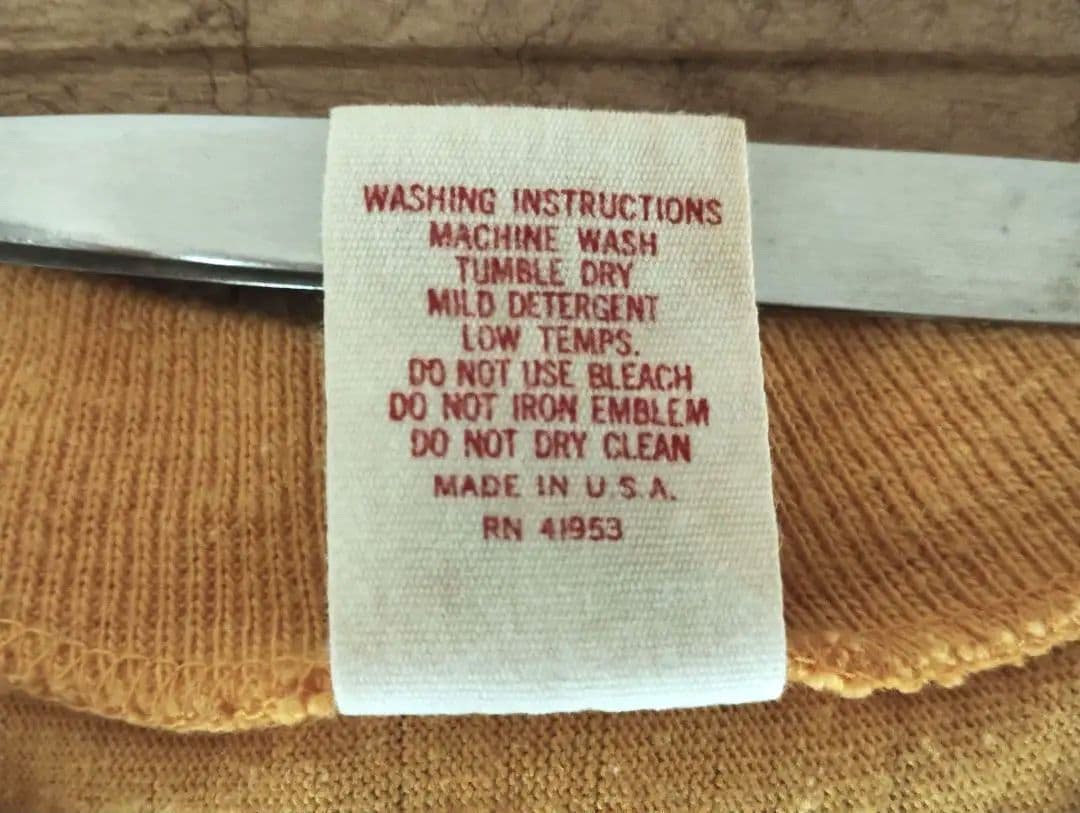 WASHING INSTRUCTIONS
MACHINE WASH
TUMBLE DRY
MILD DETERGENT
LOW TEMPS.
DO NOT USE BLEACH
DO NOT IRON EMBLEM
DO NOT DRY CLEAN
MADE IN U.S.A.
RN 41953